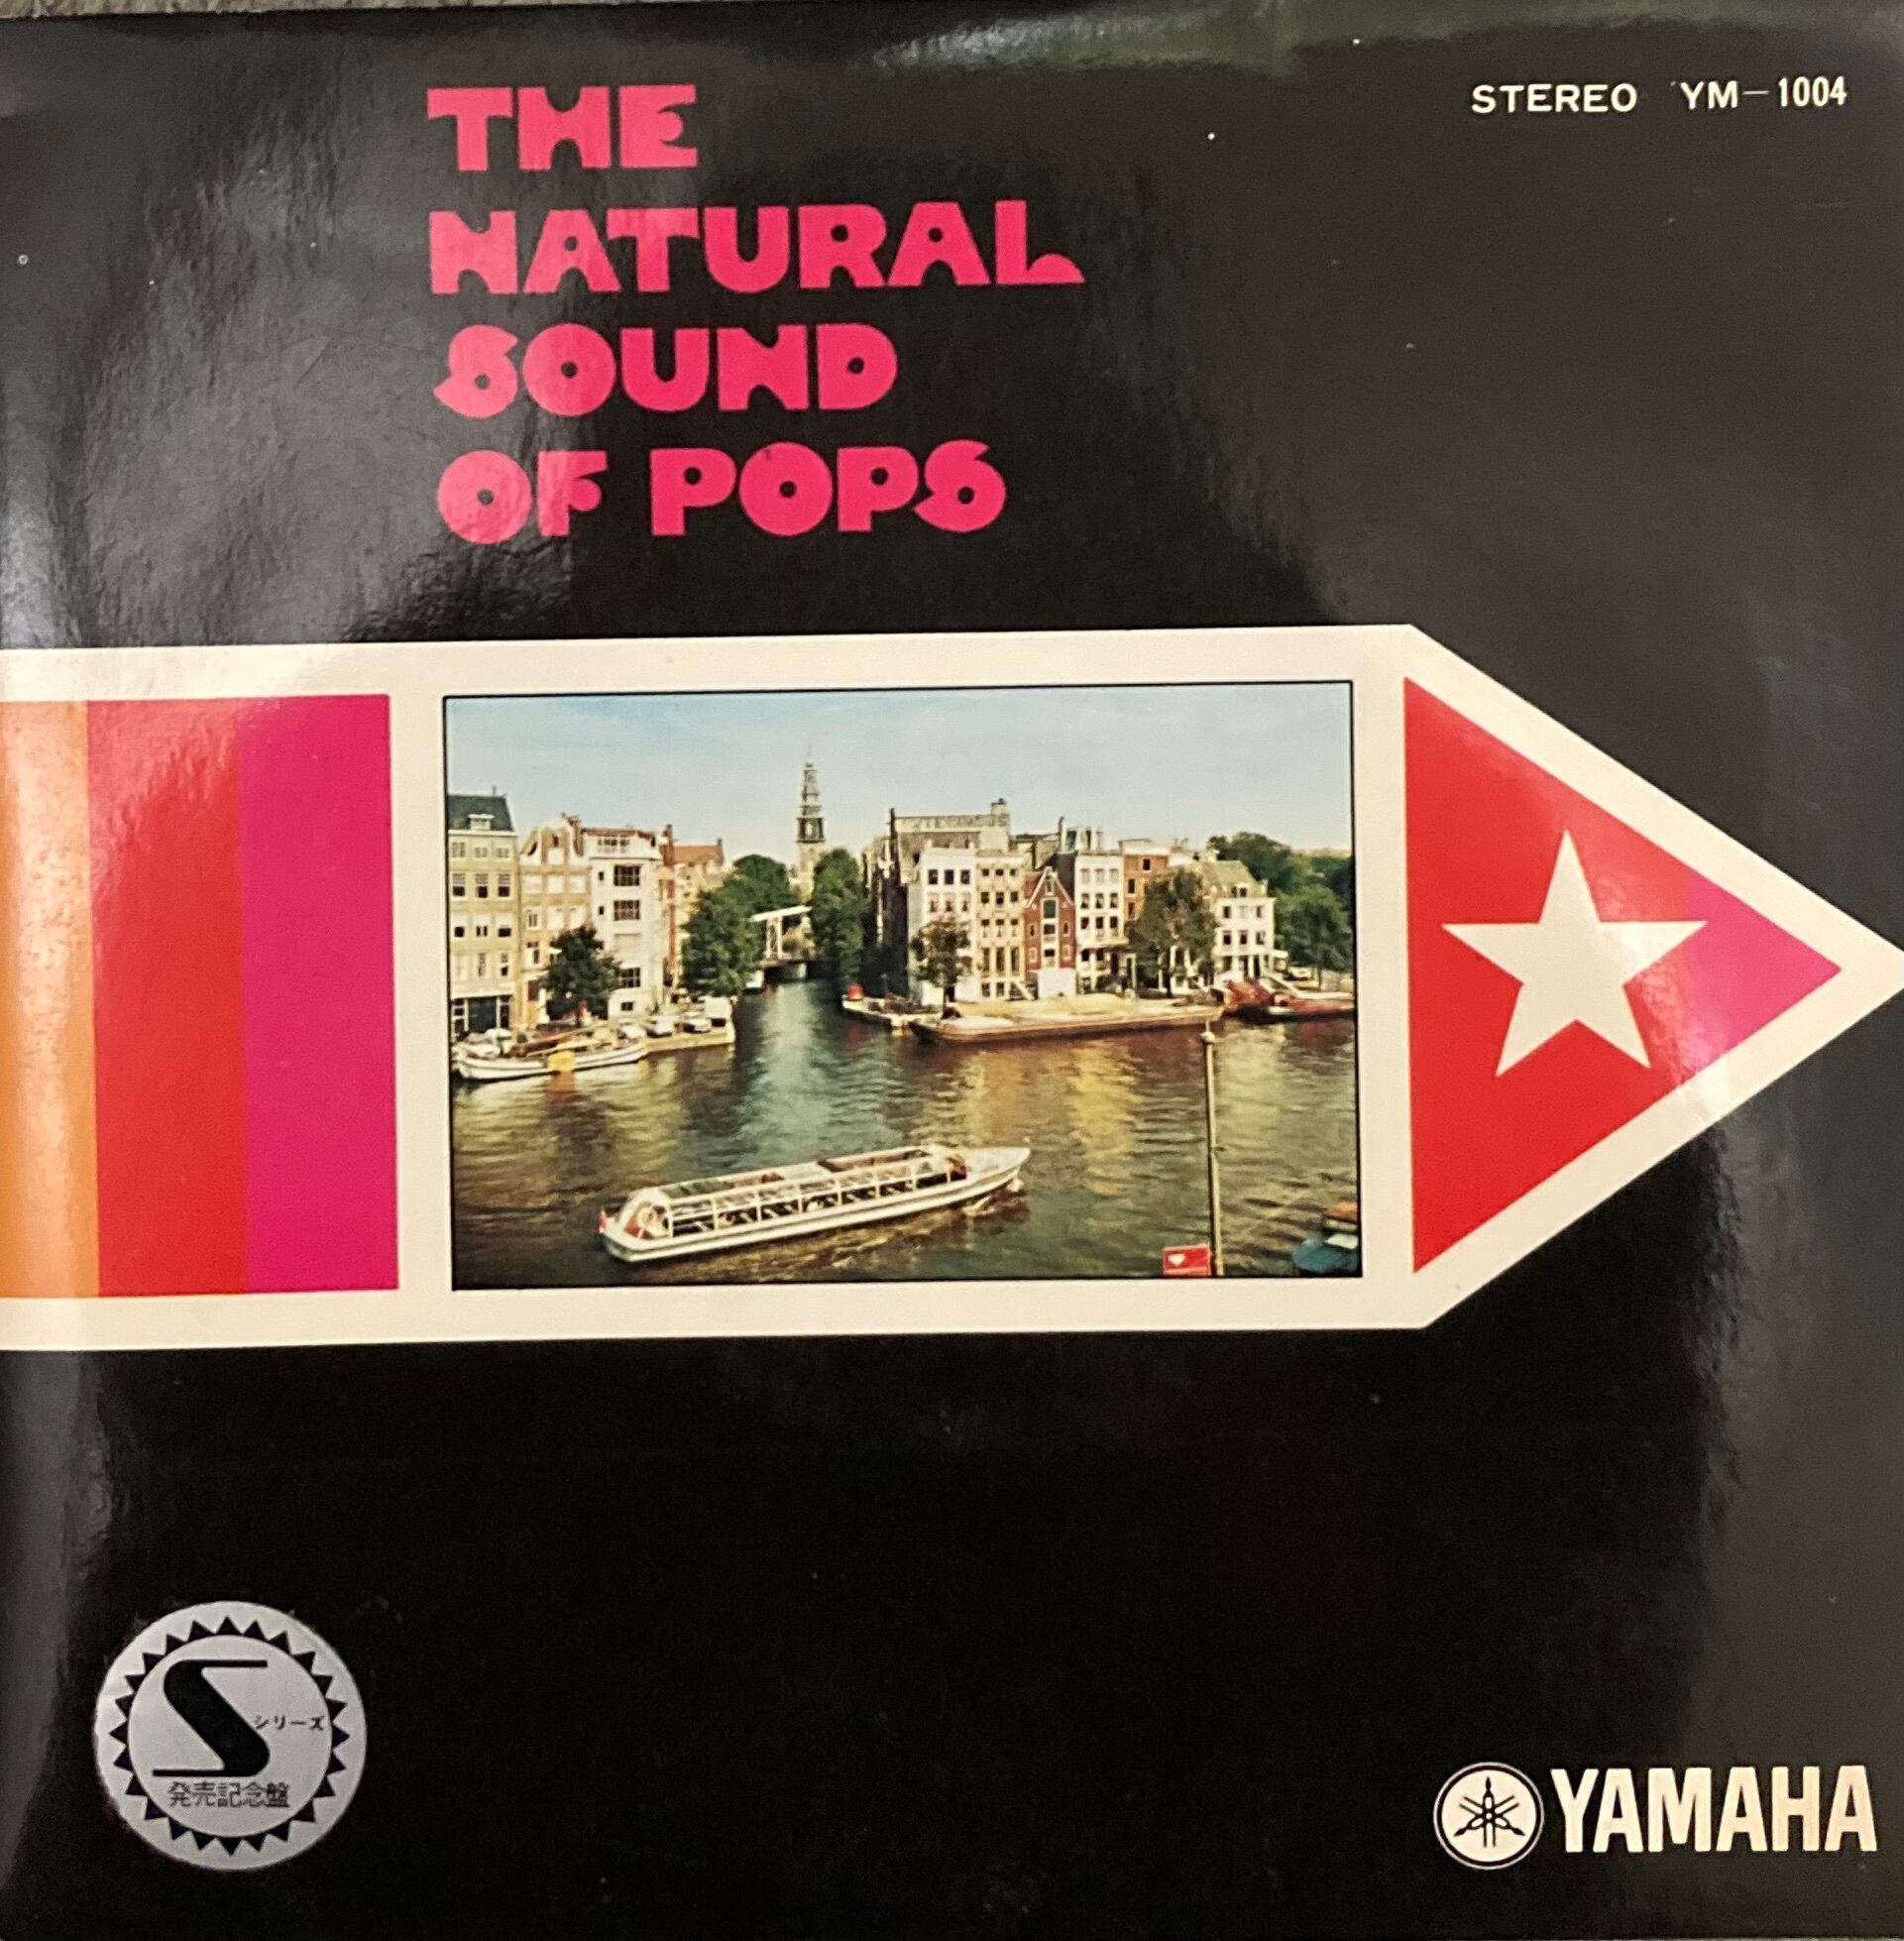 THE
NATURAL
SOUND
OF POPS
STEREO YM-1004
S シリーズ
発売記念盤
YAMAHA